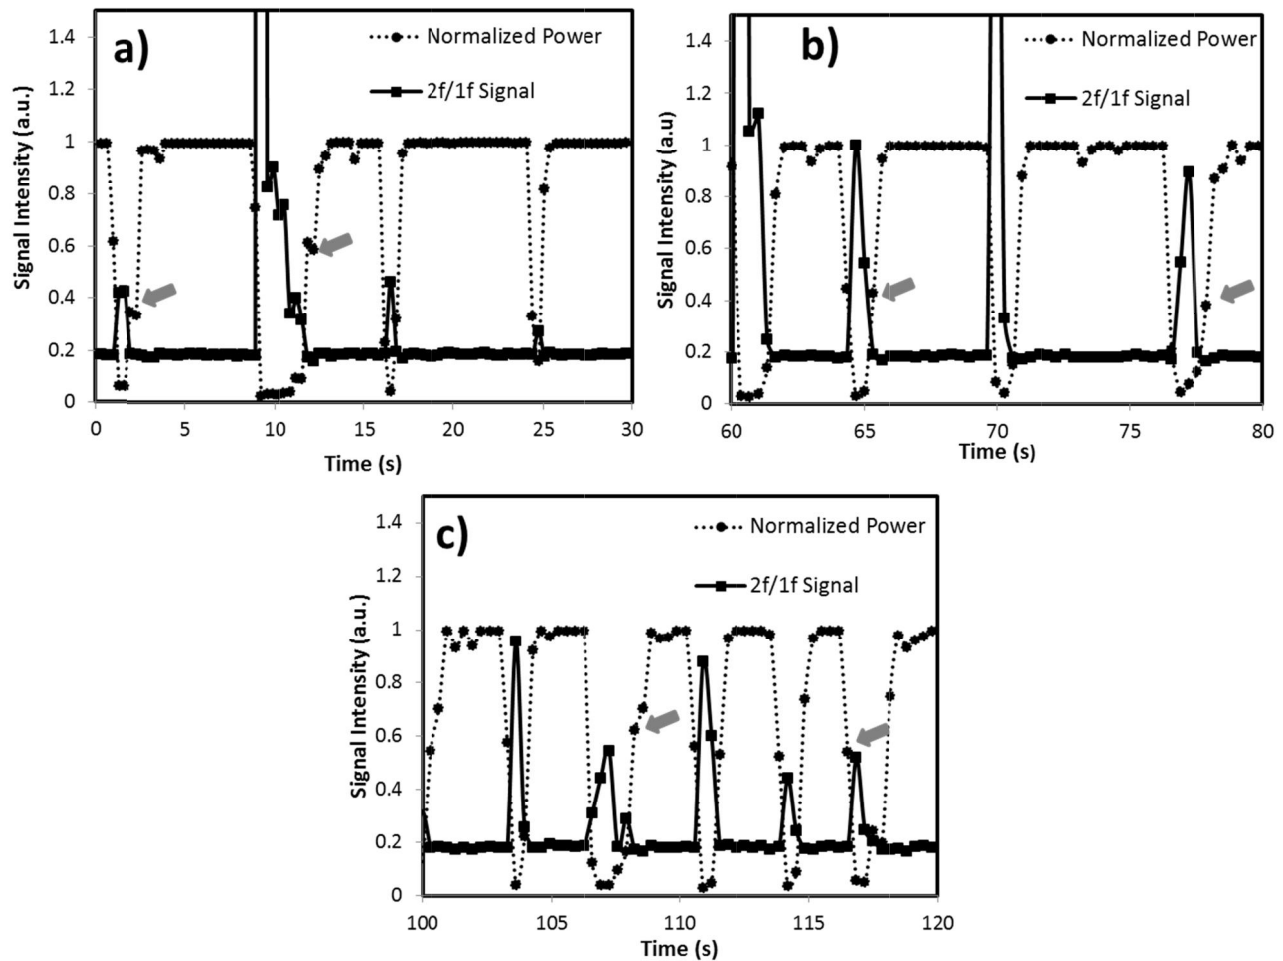 a)
Normalized Power
2f/1f Signal
Signal Intensity (a.u.)
1.4
1.2
1
0.8
0.6
0.4
0.2
0
0 5 10 15 20 25 30
Time (s)
b)
Normalized Power
2f/1f Signal
Signal Intensity (a.u)
1.4
1.2
1
0.8
0.6
0.4
0.2
0
60 65 70 75 80
Time (s)
c)
Normalized Power
2f/1f Signal
Signal Intensity (a.u.)
1.4
1.2
1
0.8
0.6
0.4
0.2
0
100 105 110 115 120
Time (s)